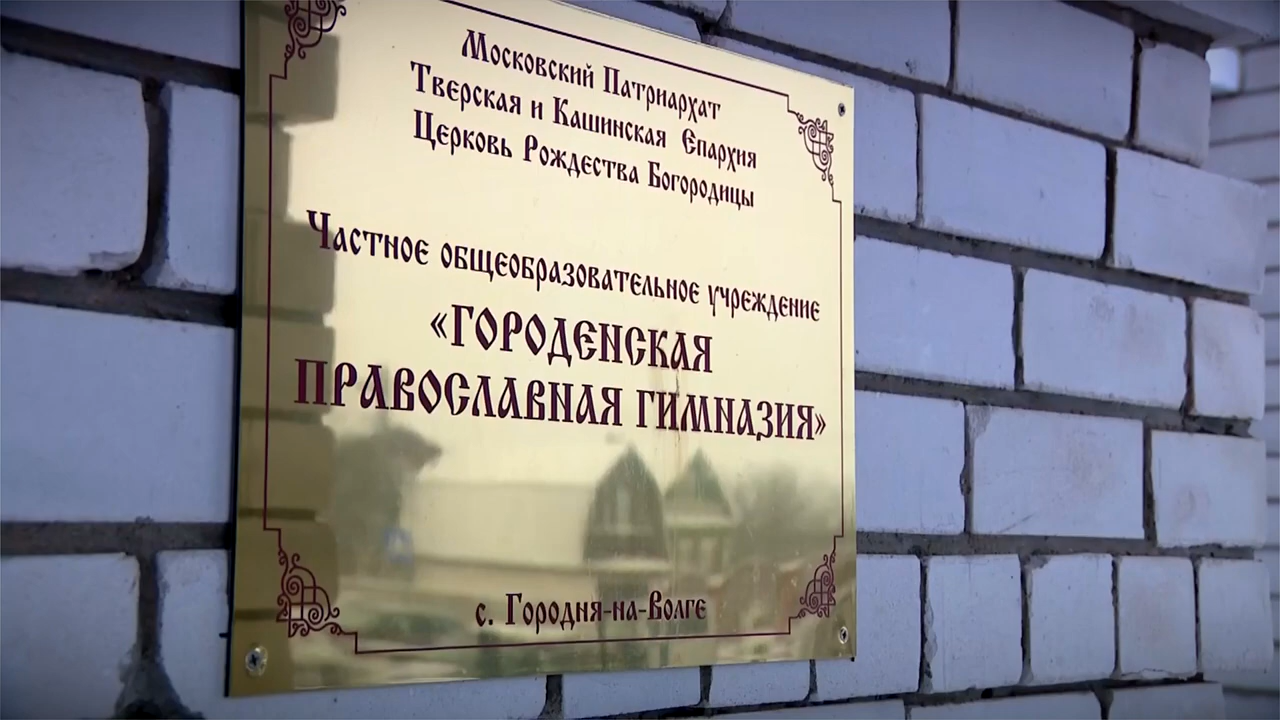 Московский Патриархат
Тверская и Кашинская Епархия
Церковь Рождества Богородицы
Частное общеобразовательное учреждение
«ГОРОДЕНСКАЯ
ПРАВОСЛАВНАЯ ГИМНАЗИЯ»
с. Городня-на-Волге